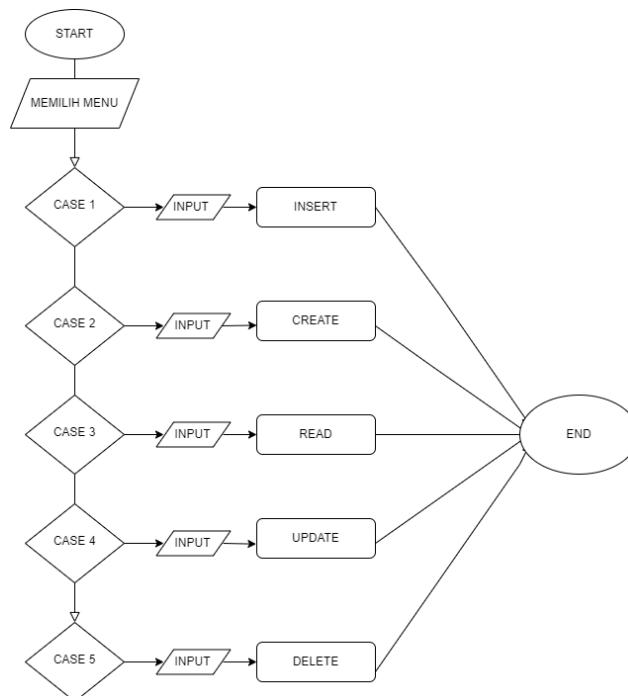 START
MEMILIH MENU
CASE 1
INPUT
INSERT
CASE 2
INPUT
CREATE
CASE 3
INPUT
READ
END
CASE 4
INPUT
UPDATE
CASE 5
INPUT
DELETE